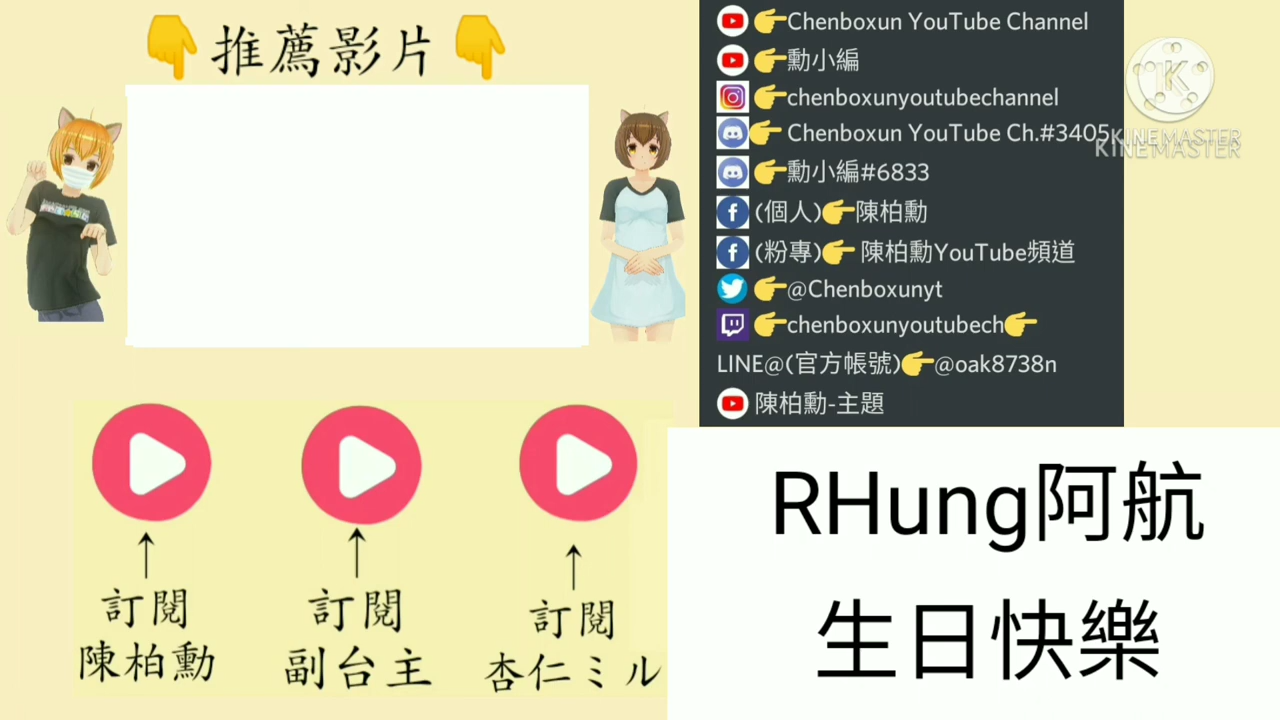 👇推薦影片👇
👉Chenboxun YouTube Channel
👉勳小編
👉chenboxunyoutubechannel
👉 Chenboxun YouTube Ch.#3405
👉勳小編#6833
(個人)👉陳柏勳
(粉專)👉 陳柏勳YouTube頻道
👉@Chenboxunyt
👉chenboxunyoutubech👉
LINE@(官方帳號)👉@oak8738n
陳柏勳-主題
KINEMASTER
KINEMASTER
訂閱
陳柏勳
訂閱
副台主
訂閱
杏仁ミル
RHung阿航
生日快樂